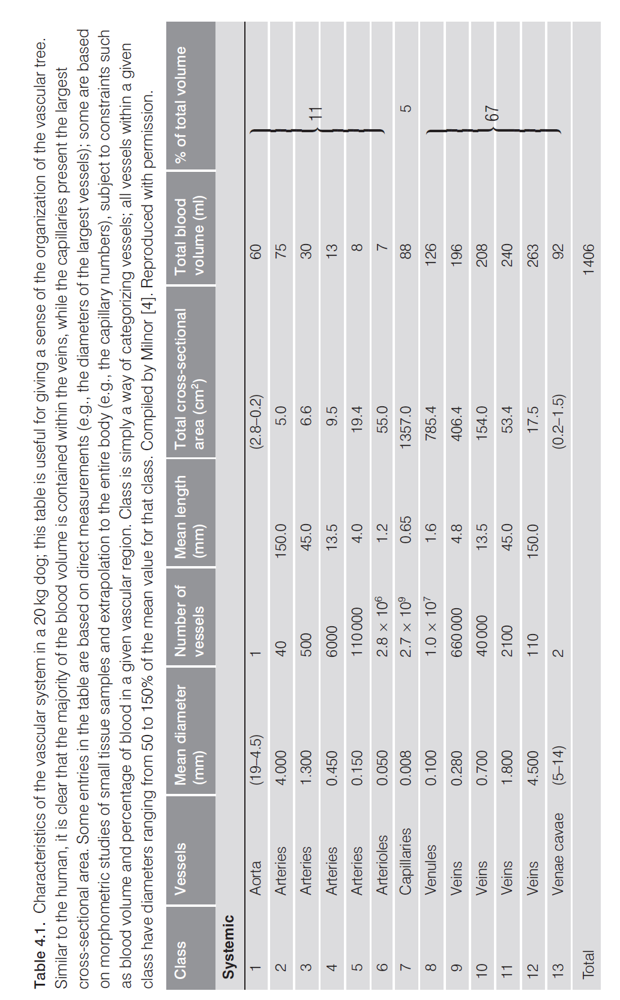 Table 4.1. Characteristics of the vascular system in a 20 kg dog; this table is useful for giving a sense of the organization of the vascular tree.
Similar to the human, it is clear that the majority of the blood volume is contained within the veins, while the capillaries present the largest
cross-sectional area. Some entries in the table are based on direct measurements (e.g., the diameters of the largest vessels); some are based
on morphometric studies of small tissue samples and extrapolation to the entire body (e.g., the capillary numbers), subject to constraints such
as blood volume and percentage of blood in a given vascular region. Class is simply a way of categorizing vessels; all vessels within a given
class have diameters ranging from 50 to 150% of the mean value for that class. Compiled by Milnor [4]. Reproduced with permission.
Class Vessels Mean diameter (mm) Number of vessels Mean length (mm) Total cross-sectional area (cm²) Total blood volume (ml) % of total volume
Systemic
1 Aorta (19–4.5) 1 (2.8–0.2) 60
2 Arteries 4.000 40 150.0 5.0 75
3 Arteries 1.300 500 45.0 6.6 30
11
4 Arteries 0.450 6000 13.5 9.5 13
5 Arteries 0.150 110 000 4.0 19.4 8
6 Arterioles 0.050 2.8 × 10⁶ 1.2 55.0 7
7 Capillaries 0.008 2.7 × 10⁹ 0.65 1357.0 88 5
8 Venules 0.100 1.0 × 10⁷ 1.6 785.4 126
9 Veins 0.280 660 000 4.8 406.4 196
10 Veins 0.700 40 000 13.5 154.0 208
67
11 Veins 1.800 2100 45.0 53.4 240
12 Veins 4.500 110 150.0 17.5 263
13 Venae cavae (5–14) 2 (0.2–1.5) 92
Total 1406